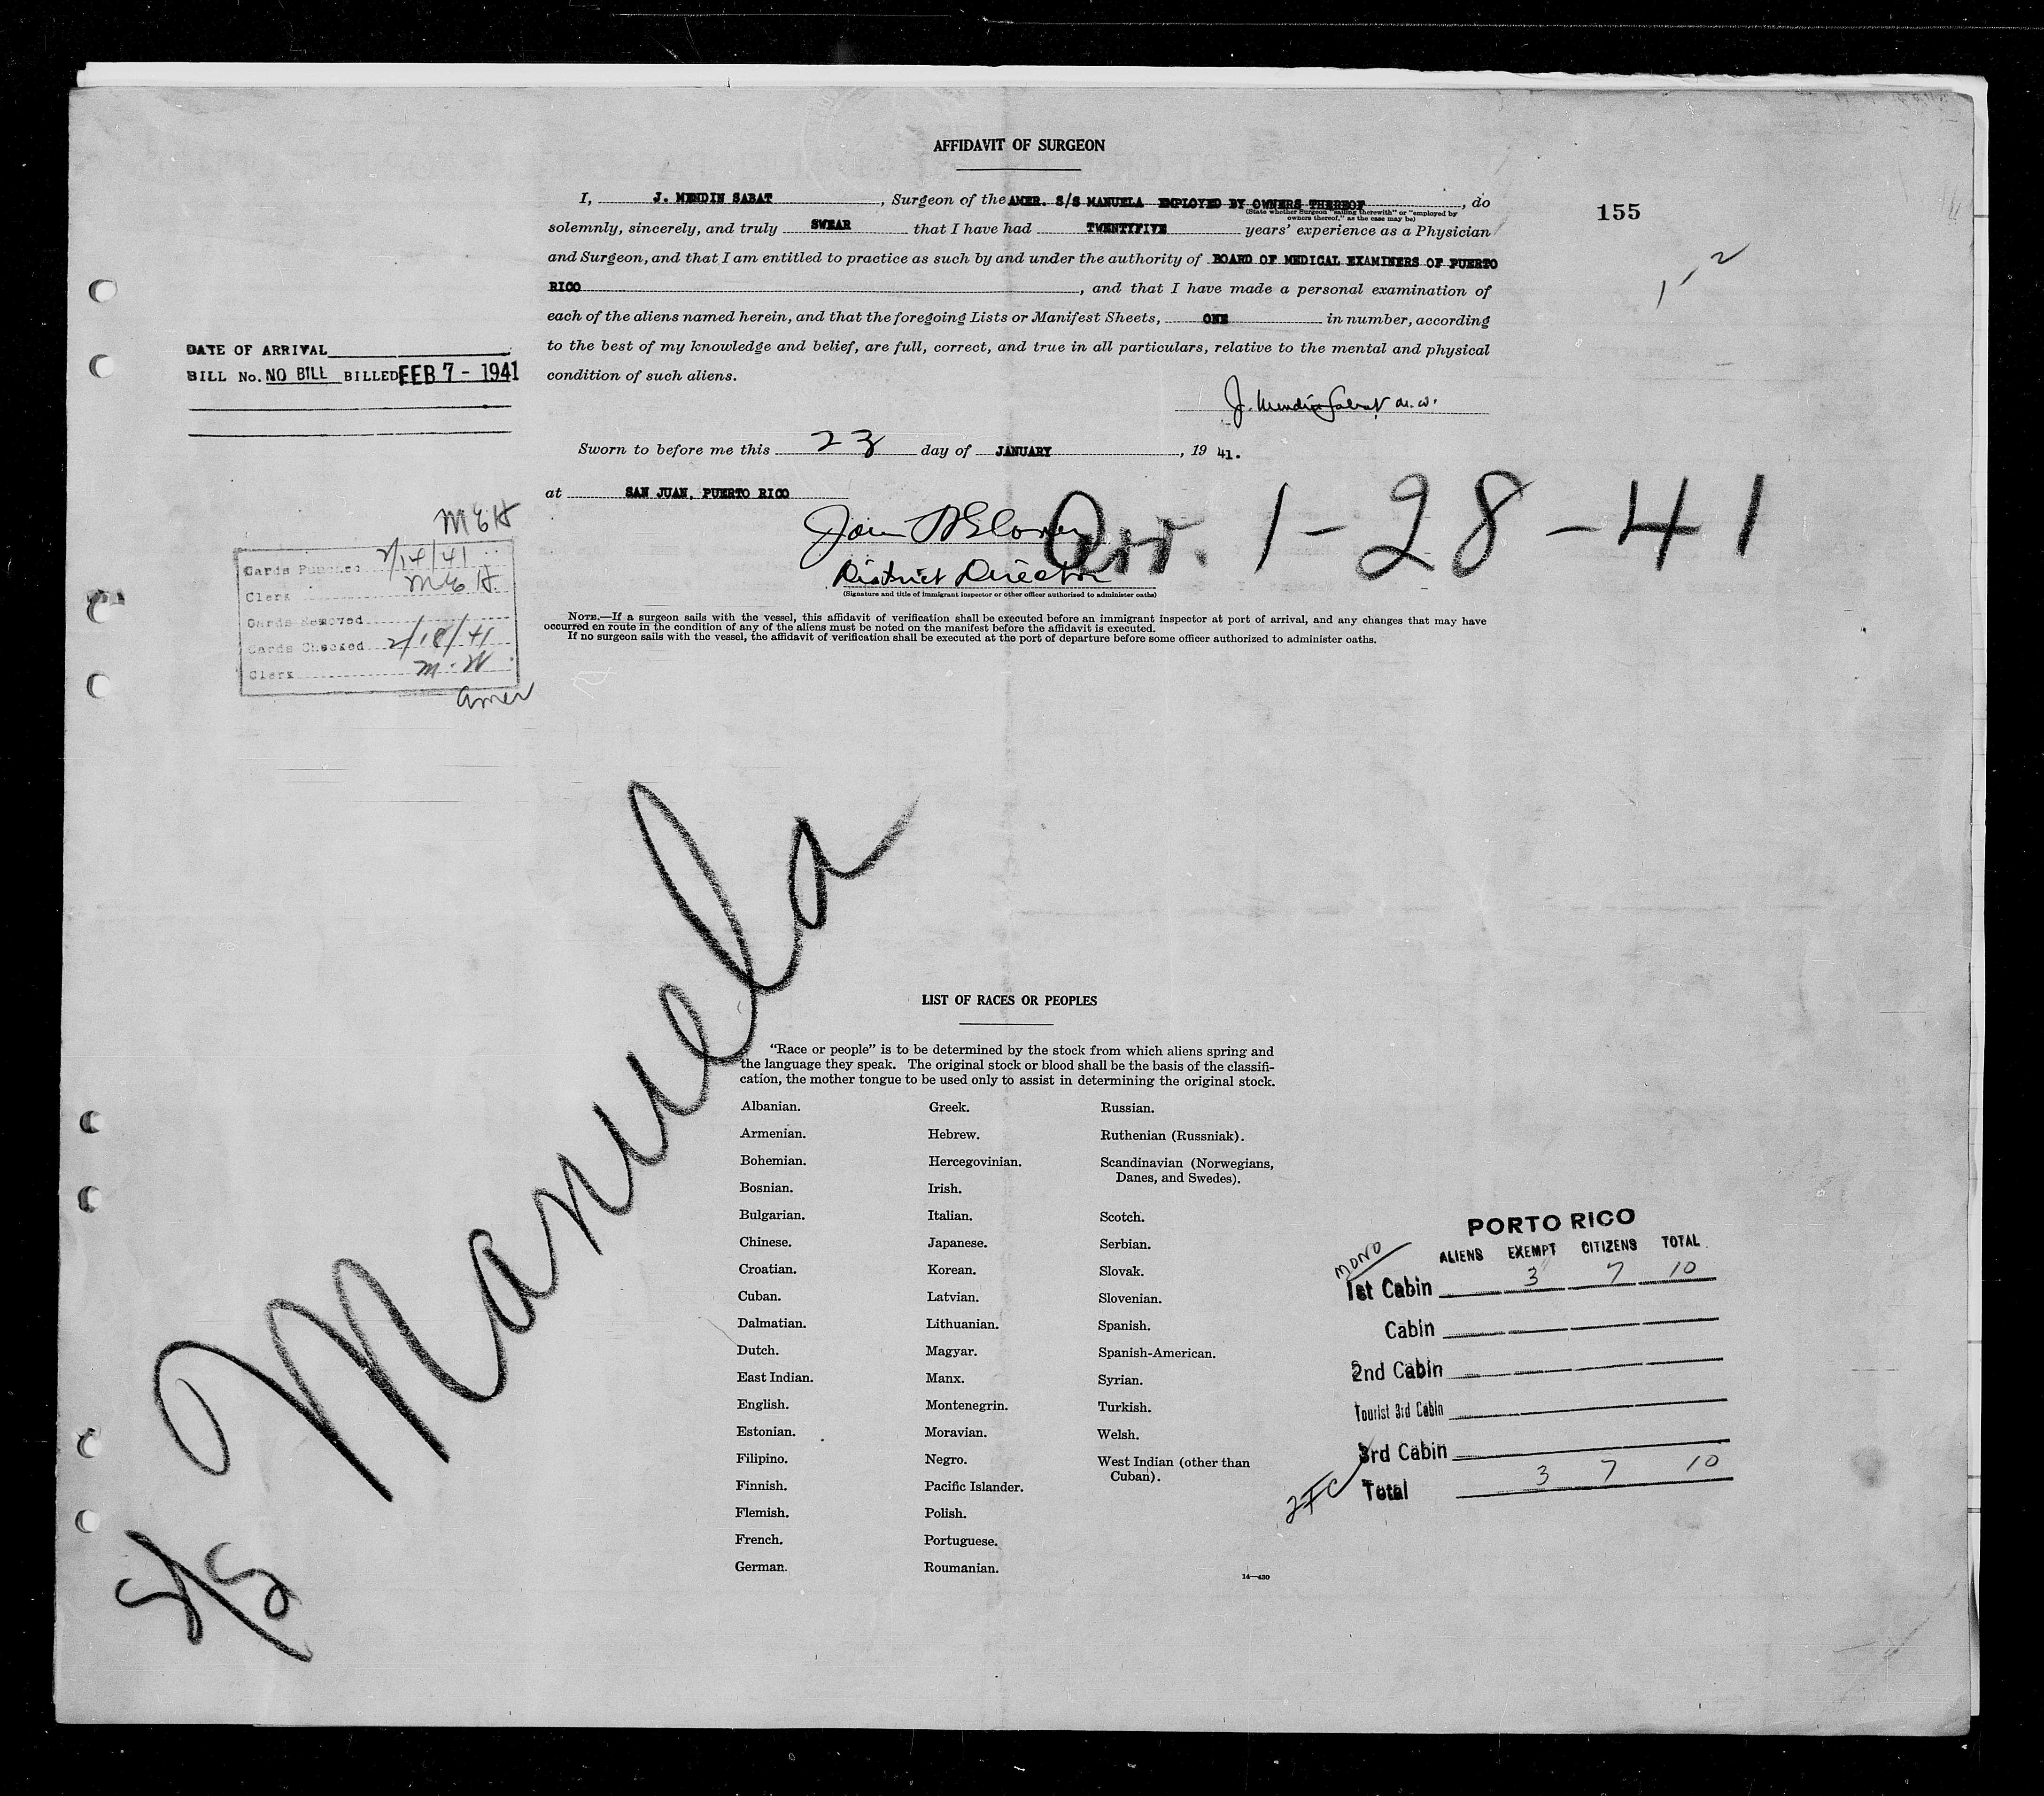 AFFIDAVIT OF SURGEON
155
I, J. MENDIN SABAT, Surgeon of the AMER. S/S MANUELA EMPLOYED BY OWNERS THEREOF, do
(State whether Surgeon "sailing therewith" or "employed by
owners thereof," as the case may be)
solemnly, sincerely, and truly SWEAR that I have had TWENTYFIVE years' experience as a Physician
and Surgeon, and that I am entitled to practice as such by and under the authority of BOARD OF MEDICAL EXAMINERS OF PUERTO
RICO, and that I have made a personal examination of
each of the aliens named herein, and that the foregoing Lists or Manifest Sheets, ONE in number, according
to the best of my knowledge and belief, are full, correct, and true in all particulars, relative to the mental and physical
condition of such aliens.
DATE OF ARRIVAL
BILL No. NO BILL BILLED FEB 7 - 1941
J. Mendin Sabat M.D.
Sworn to before me this 23 day of JANUARY, 19 41.
at SAN JUAN, PUERTO RICO
Arr. 1-28-41
District Director
(Signature and title of immigrant inspector or other officer authorized to administer oaths)
NOTE.—If a surgeon sails with the vessel, this affidavit of verification shall be executed before an immigrant inspector at port of arrival, and any changes that may have
occurred en route in the condition of any of the aliens must be noted on the manifest before the affidavit is executed.
If no surgeon sails with the vessel, the affidavit of verification shall be executed at the port of departure before some officer authorized to administer oaths.
MEH
Cards Punched 2/14/41
Clerk MEH.
Cards Removed
Cards Checked 2/18/41
Clerk M.W.
Amer
S/S Manuela
LIST OF RACES OR PEOPLES
"Race or people" is to be determined by the stock from which aliens spring and
the language they speak. The original stock or blood shall be the basis of the classifi-
cation, the mother tongue to be used only to assist in determining the original stock.
Albanian.
Armenian.
Bohemian.
Bosnian.
Bulgarian.
Chinese.
Croatian.
Cuban.
Dalmatian.
Dutch.
East Indian.
English.
Estonian.
Filipino.
Finnish.
Flemish.
French.
German.
Greek.
Hebrew.
Hercegovinian.
Irish.
Italian.
Japanese.
Korean.
Latvian.
Lithuanian.
Magyar.
Manx.
Montenegrin.
Moravian.
Negro.
Pacific Islander.
Polish.
Portuguese.
Roumanian.
Russian.
Ruthenian (Russniak).
Scandinavian (Norwegians,
Danes, and Swedes).
Scotch.
Serbian.
Slovak.
Slovenian.
Spanish.
Spanish-American.
Syrian.
Turkish.
Welsh.
West Indian (other than
Cuban).
14—430
PORTO RICO
ALIENS EXEMPT CITIZENS TOTAL
MONO
1st Cabin 3 7 10
Cabin
2nd Cabin
Tourist 3rd Cabin
3rd Cabin
Total 3 7 10